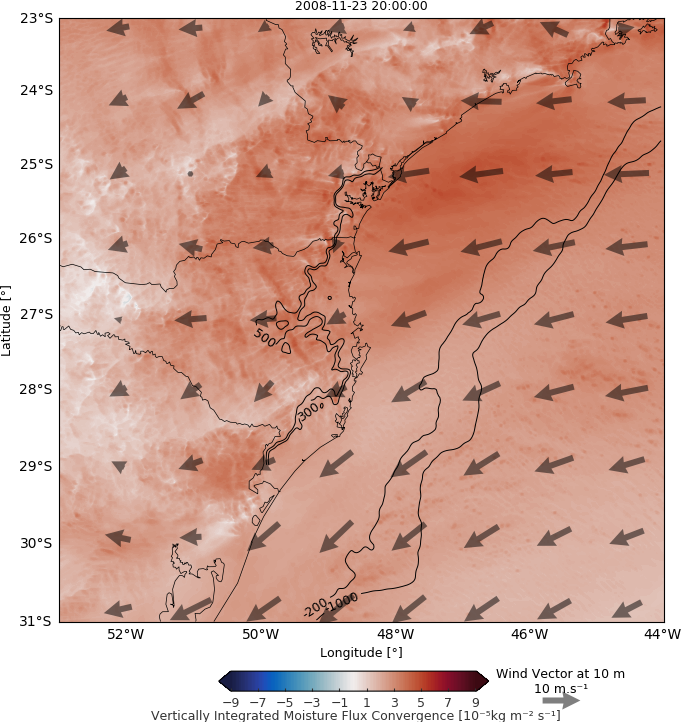 2008-11-23 20:00:00
23°S
24°S
25°S
26°S
27°S
28°S
29°S
30°S
31°S
Latitude [°]
500
300
-200
-1000
52°W 50°W 48°W 46°W 44°W
Longitude [°]
−9 −7 −5 −3 −1 1 3 5 7 9
Wind Vector at 10 m
10 m.s⁻¹
Vertically Integrated Moisture Flux Convergence [10⁻⁵kg m⁻² s⁻¹]